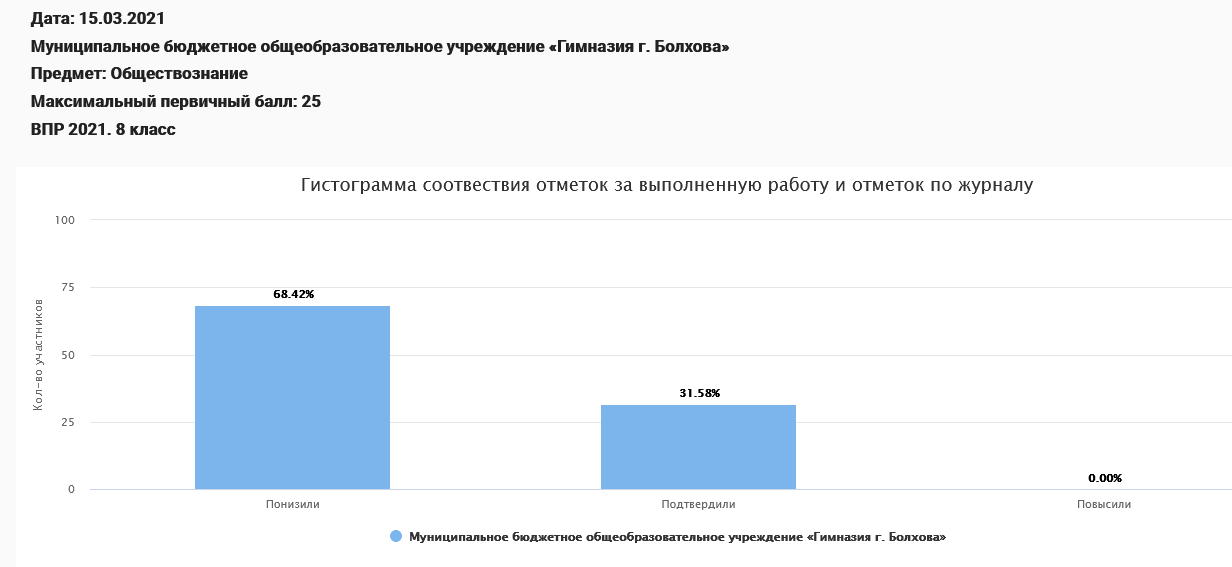 Дата: 15.03.2021
Муниципальное бюджетное общеобразовательное учреждение «Гимназия г. Болхова»
Предмет: Обществознание
Максимальный первичный балл: 25
ВПР 2021. 8 класс
Гистограмма соотвествия отметок за выполненную работу и отметок по журналу
Кол-во участников
100
75
50
25
0
68.42%
31.58%
0.00%
Понизили
Подтвердили
Повысили
Муниципальное бюджетное общеобразовательное учреждение «Гимназия г. Болхова»